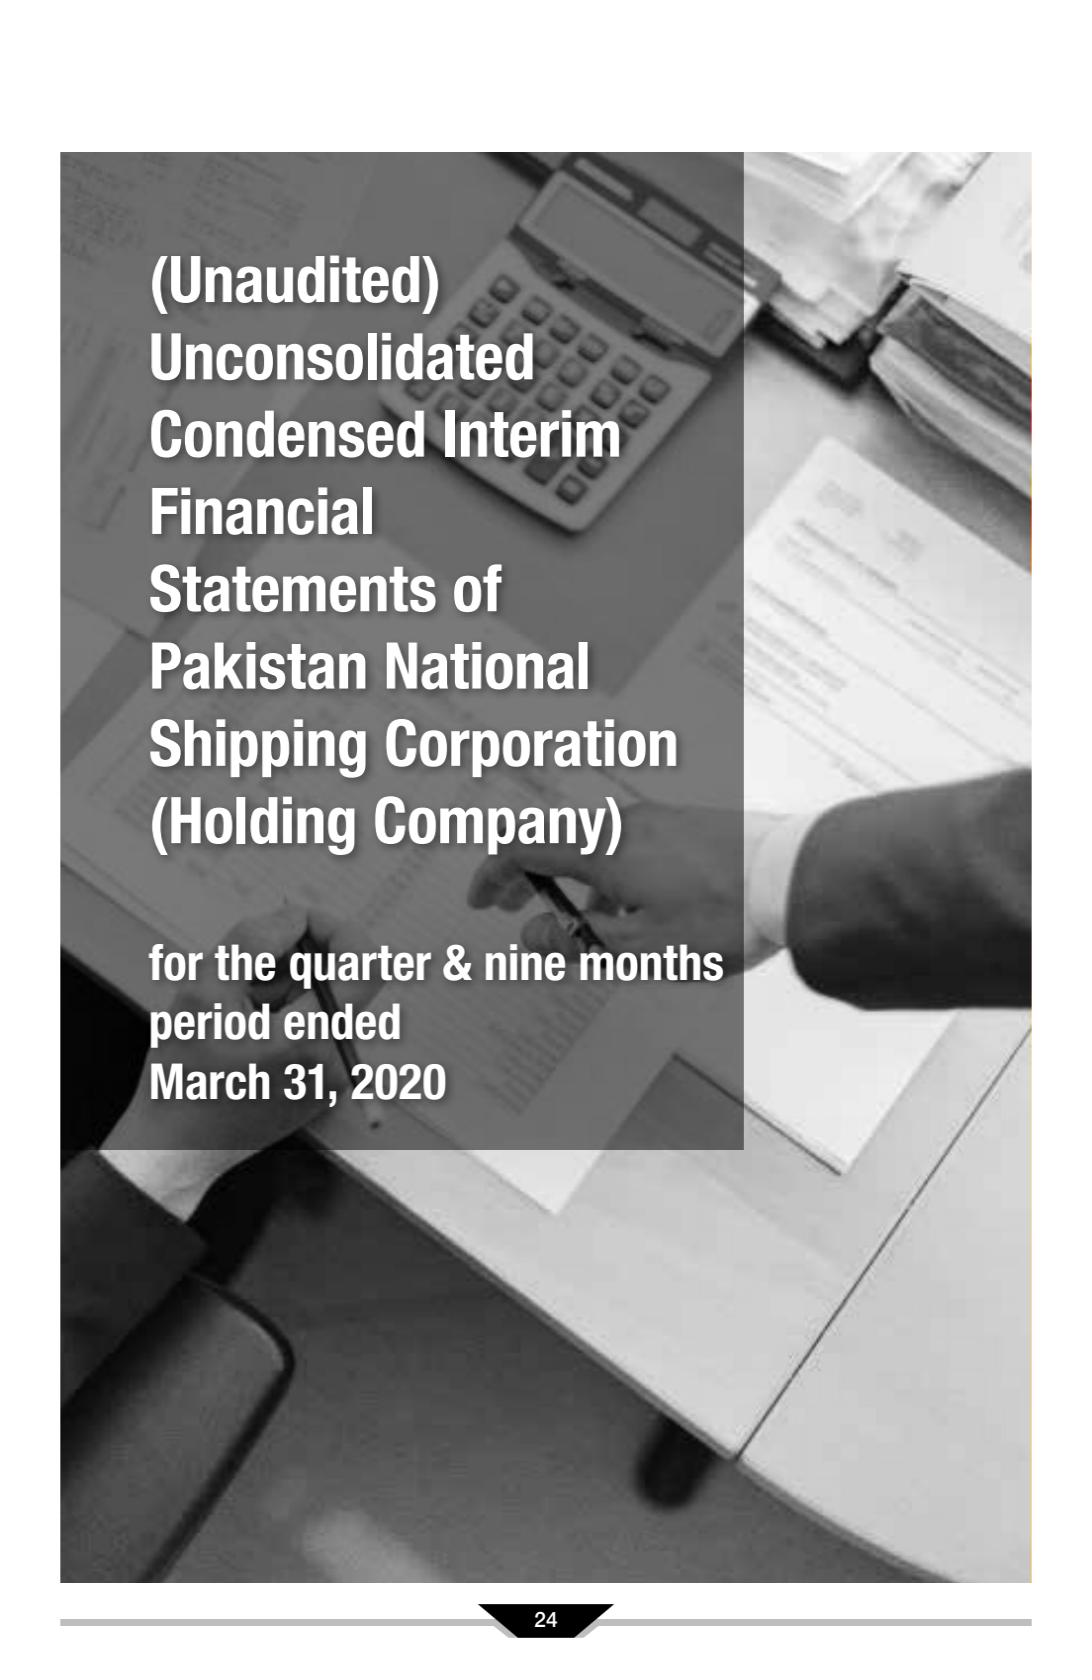 (Unaudited)
Unconsolidated
Condensed Interim
Financial
Statements of
Pakistan National
Shipping Corporation
(Holding Company)
for the quarter & nine months
period ended
March 31, 2020
24